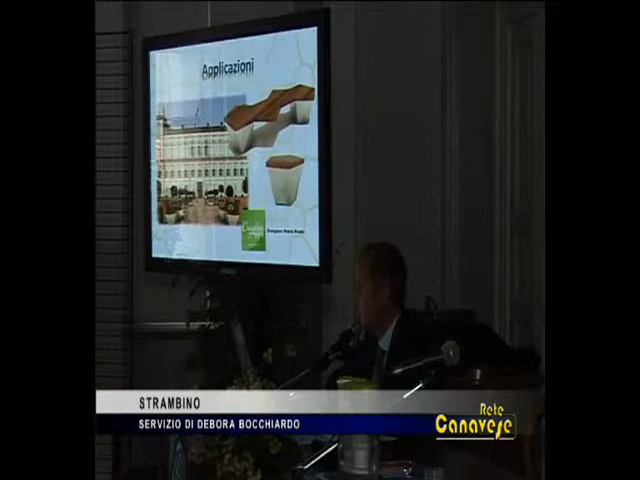 Applicazioni
STRAMBINO
SERVIZIO DI DEBORA BOCCHIARDO
Rete
Canavese